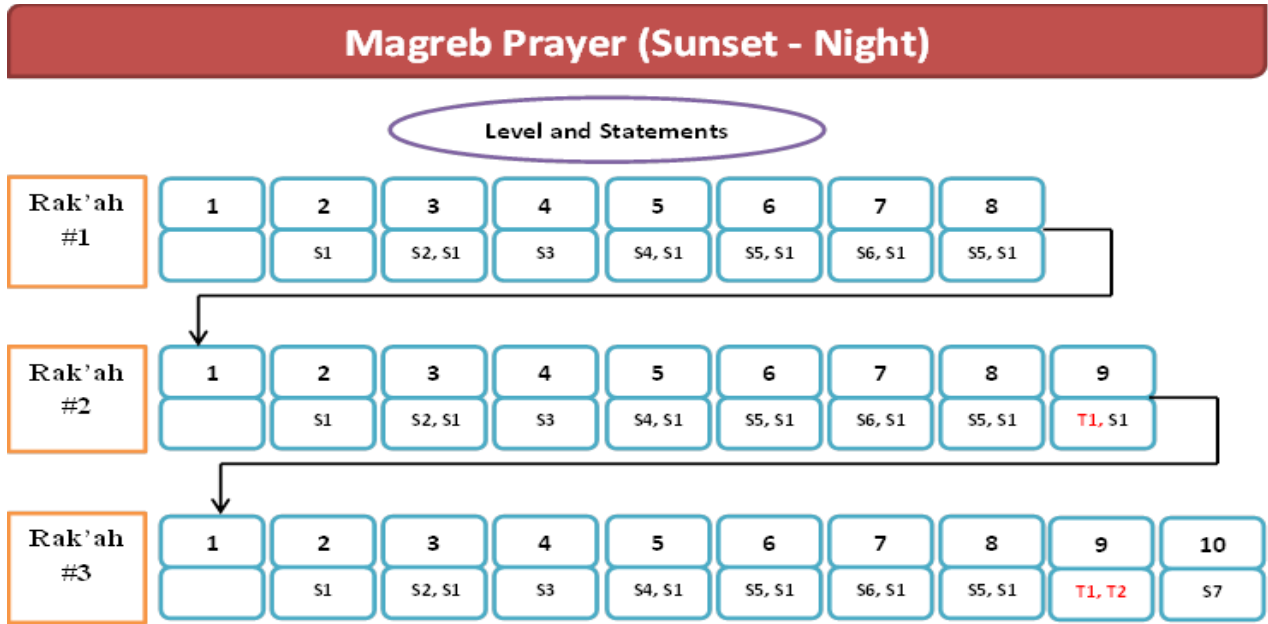 Magreb Prayer (Sunset - Night)
Level and Statements
Rak'ah #1
1 2 3 4 5 6 7 8
S1 S2, S1 S3 S4, S1 S5, S1 S6, S1 S5, S1
Rak'ah #2
1 2 3 4 5 6 7 8 9
S1 S2, S1 S3 S4, S1 S5, S1 S6, S1 S5, S1 T1, S1
Rak'ah #3
1 2 3 4 5 6 7 8 9 10
S1 S2, S1 S3 S4, S1 S5, S1 S6, S1 S5, S1 T1, T2 S7